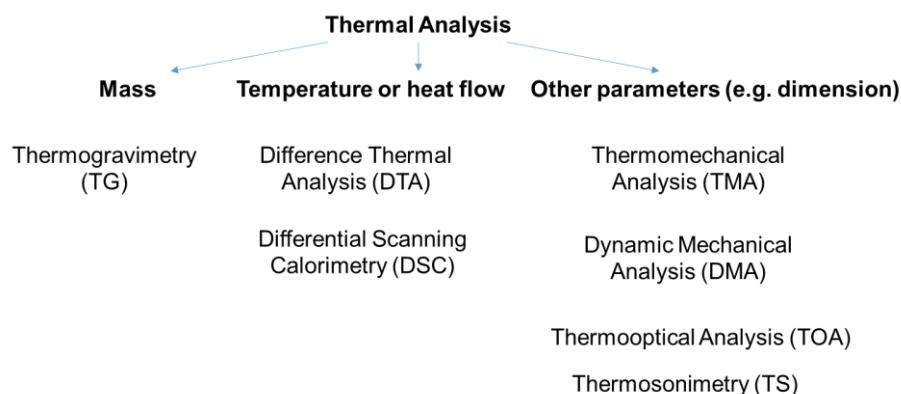 Thermal Analysis
Mass
Temperature or heat flow
Other parameters (e.g. dimension)
Thermogravimetry
(TG)
Difference Thermal
Analysis (DTA)
Differential Scanning
Calorimetry (DSC)
Thermomechanical
Analysis (TMA)
Dynamic Mechanical
Analysis (DMA)
Thermooptical Analysis (TOA)
Thermosonimetry (TS)